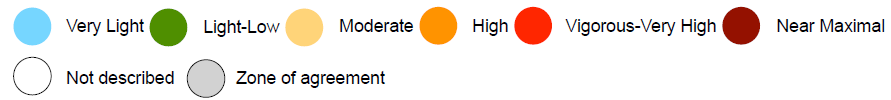 Very Light Light-Low Moderate High Vigorous-Very High Near Maximal
Not described Zone of agreement